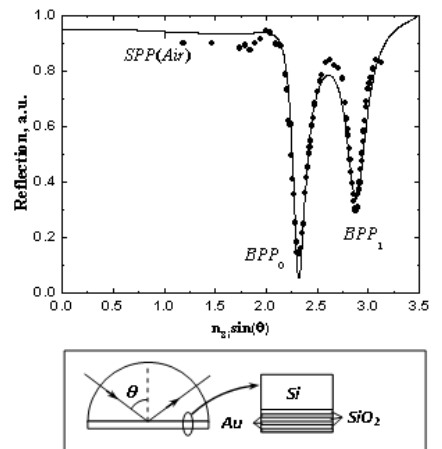 1.0
0.8
0.6
0.4
0.2
0.0
Reflection, a.u.
SPP(Air)
BPP0
BPP1
0.0 0.5 1.0 1.5 2.0 2.5 3.0 3.5
n_g,sin(θ)
θ
Si
Au
SiO2